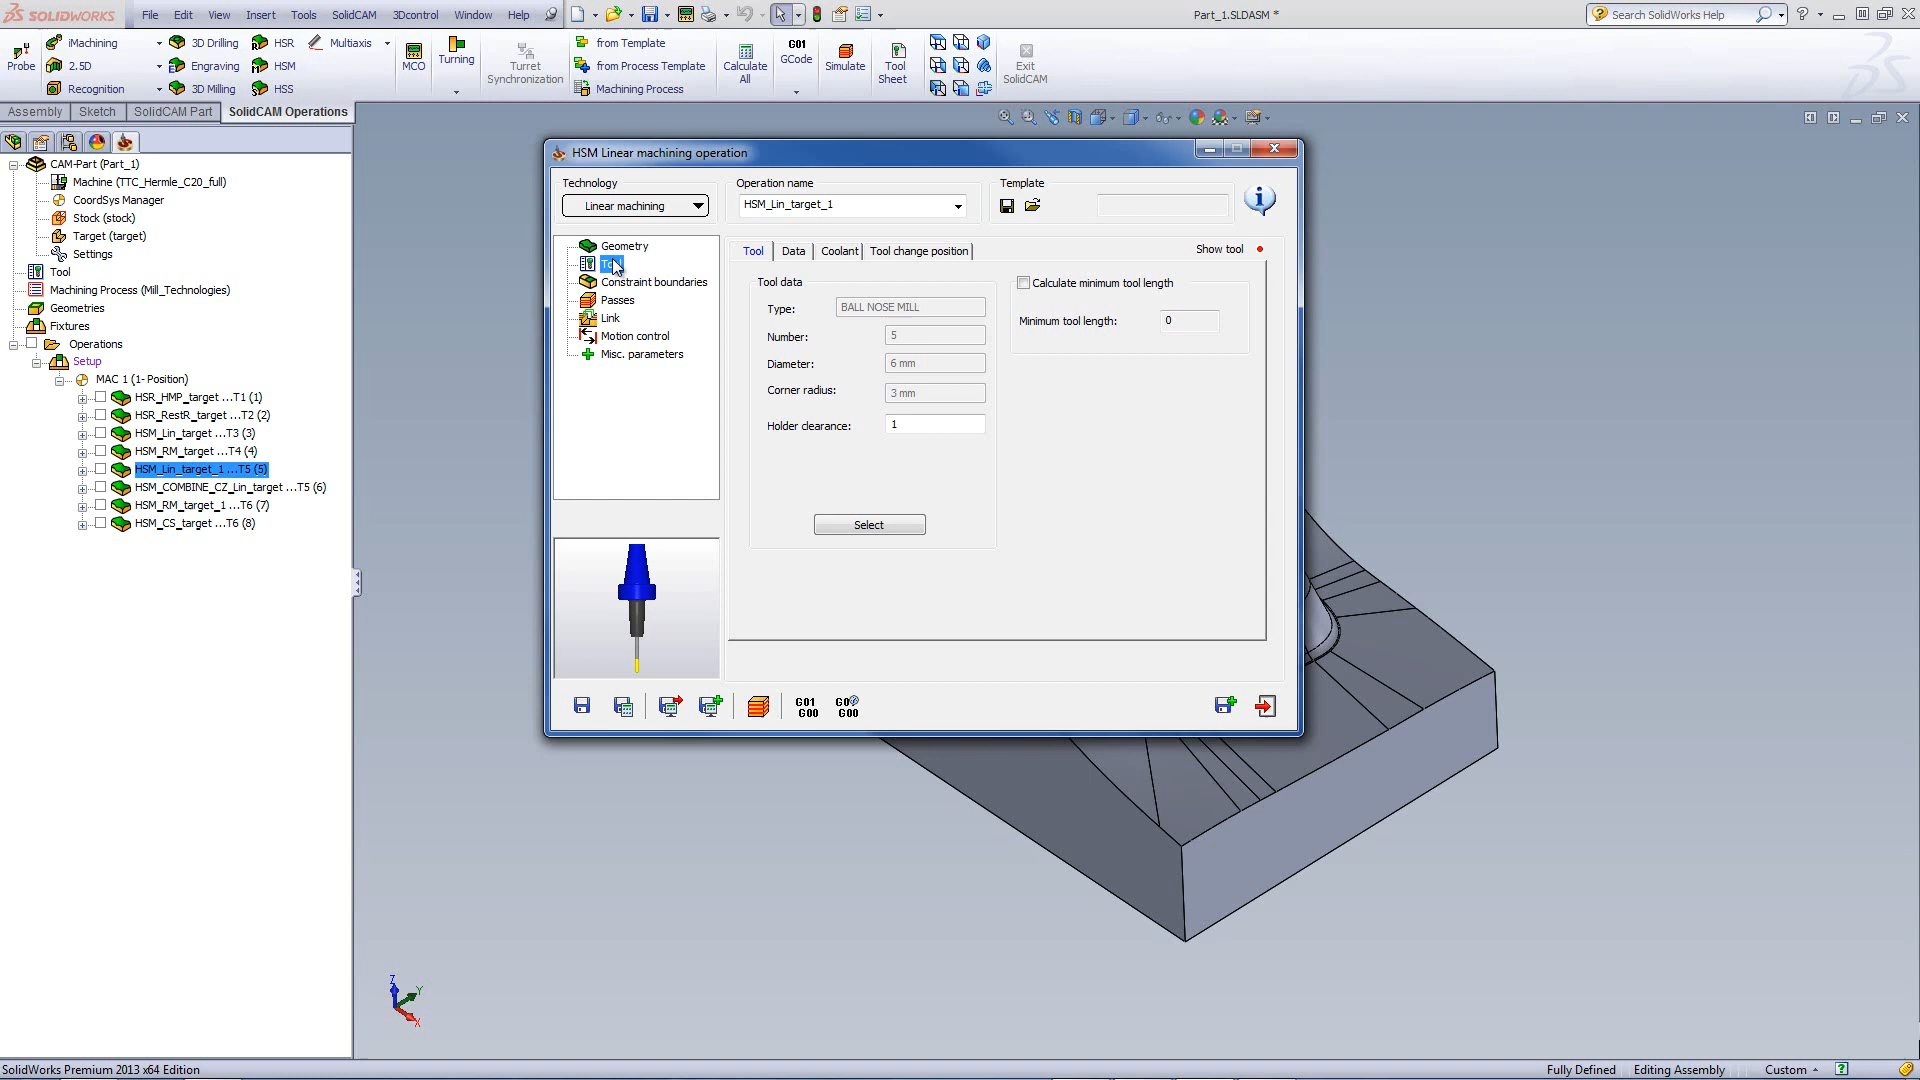 SOLIDWORKS File Edit View Insert Tools SolidCAM 3Dcontrol Window Help Part_1.SLDASM * Search SolidWorks Help
Probe iMachining 3D Drilling HSR Multiaxis
2.5D Engraving HSM
Recognition 3D Milling HSS
MCO Turning Turret Synchronization
from Template
from Process Template
Machining Process
Calculate All
G01 GCode
Simulate
Tool Sheet
Exit SolidCAM
Assembly Sketch SolidCAM Part SolidCAM Operations
CAM-Part (Part_1)
Machine (TTC_Hermle_C20_full)
CoordSys Manager
Stock (stock)
Target (target)
Settings
Tool
Machining Process (Mill_Technologies)
Geometries
Fixtures
Operations
Setup
MAC 1 (1- Position)
HSR_HMP_target ...T1 (1)
HSR_RestR_target ...T2 (2)
HSM_Lin_target ...T3 (3)
HSM_RM_target ...T4 (4)
HSM_Lin_target_1 ...T5 (5)
HSM_COMBINE_CZ_Lin_target ...T5 (6)
HSM_RM_target_1 ...T6 (7)
HSM_CS_target ...T6 (8)
HSM Linear machining operation
Technology Operation name Template
Linear machining HSM_Lin_target_1
Geometry
Constraint boundaries
Passes
Link
Motion control
Misc. parameters
Tool Data Coolant Tool change position Show tool
Tool data
Type: BALL NOSE MILL
Number: 5
Diameter: 6 mm
Corner radius: 3 mm
Holder clearance: 1
Select
Calculate minimum tool length
Minimum tool length: 0
G01 G00
G00
Z
Y
X
SolidWorks Premium 2013 x64 Edition Fully Defined Editing Assembly Custom